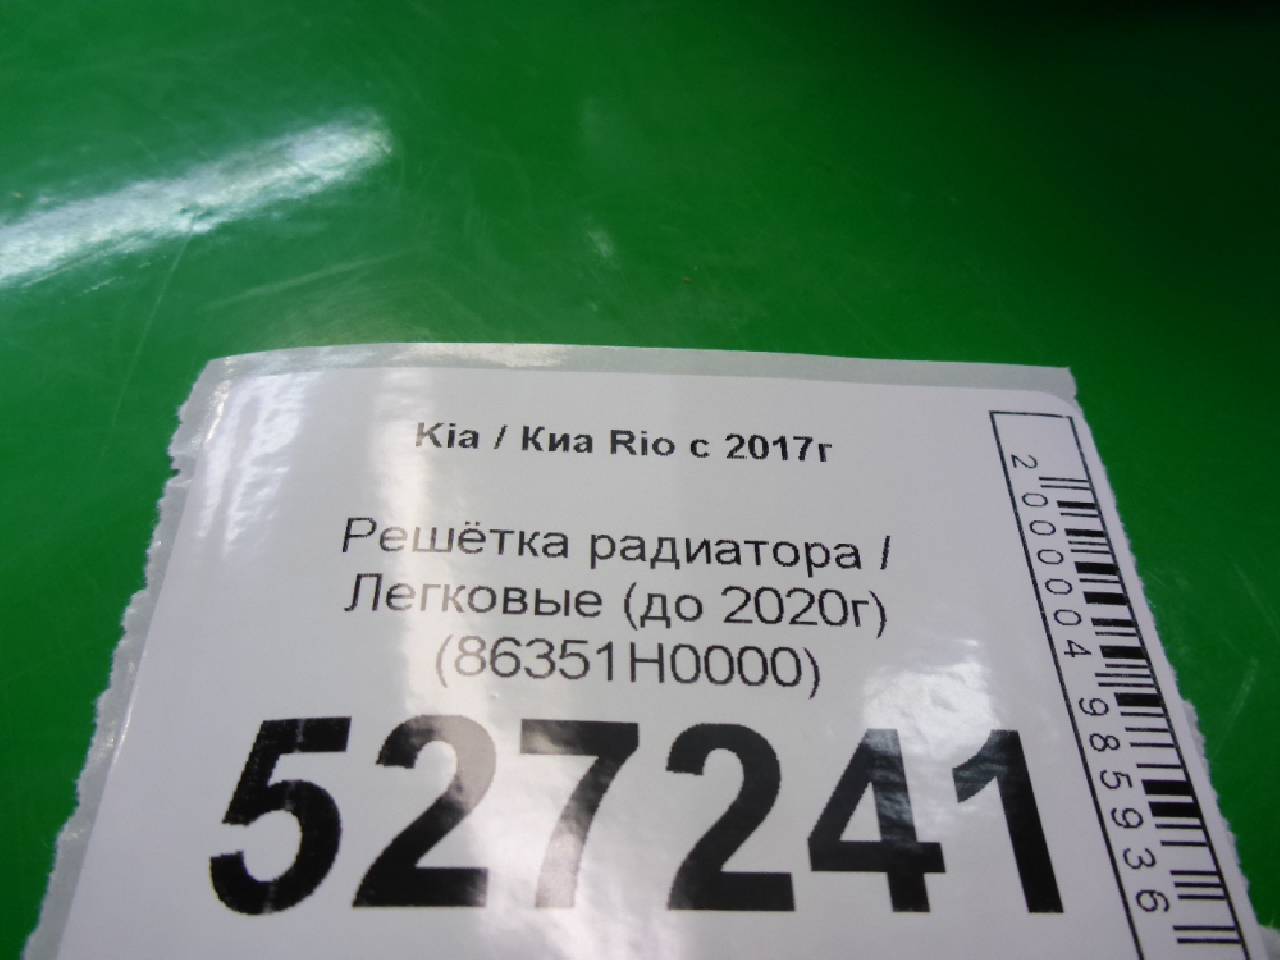 Kia / Киа Rio с 2017г
Решётка радиатора /
Легковые (до 2020г)
(86351H0000)
527241
2000004985936